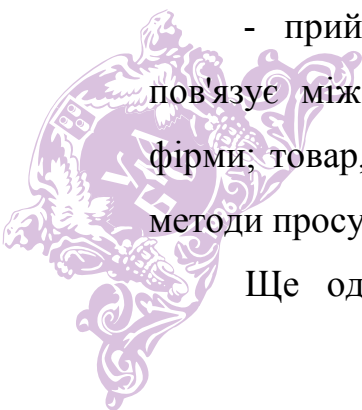 - прий
пов'язує між
фірми; товар,
методи просу
Ще од